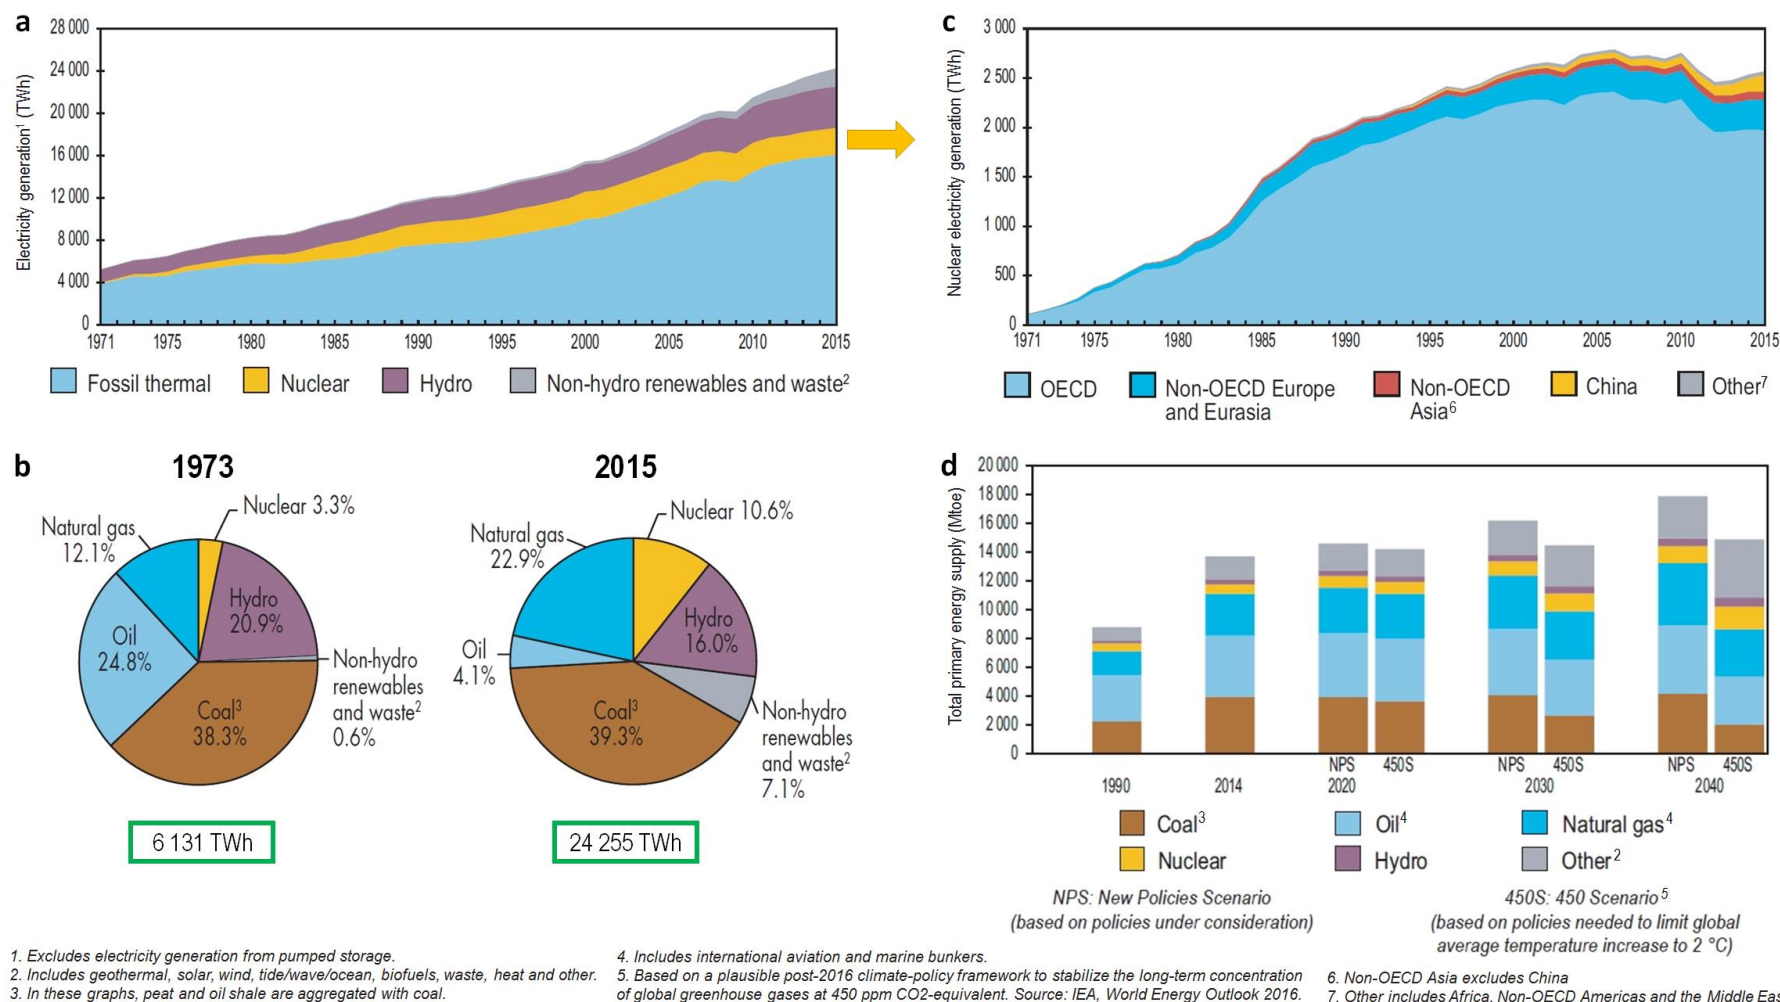 a
Electricity generation1 (TWh)
28 000
24 000
20 000
16 000
12 000
8 000
4 000
0
1971 1975 1980 1985 1990 1995 2000 2005 2010 2015
Fossil thermal Nuclear Hydro Non-hydro renewables and waste2
c
Nuclear electricity generation (TWh)
3 000
2 500
2 000
1 500
1 000
500
0
1971 1975 1980 1985 1990 1995 2000 2005 2010 2015
OECD Non-OECD Europe and Eurasia Non-OECD Asia6 China Other7
b
1973
Nuclear 3.3%
Natural gas
12.1%
Hydro
20.9%
Oil
24.8%
Non-hydro
renewables
and waste2
0.6%
Coal3
38.3%
6 131 TWh
2015
Nuclear 10.6%
Natural gas
22.9%
Hydro
16.0%
Oil
4.1%
Coal3
39.3%
Non-hydro
renewables
and waste2
7.1%
24 255 TWh
d
Total primary energy supply (Mtoe)
20 000
18 000
16 000
14 000
12 000
10 000
8 000
6 000
4 000
2 000
0
NPS 450S NPS 450S NPS 450S
1990 2014 2020 2030 2040
Coal3 Oil4 Natural gas4
Nuclear Hydro Other2
NPS: New Policies Scenario
(based on policies under consideration)
450S: 450 Scenario5
(based on policies needed to limit global
average temperature increase to 2 °C)
1. Excludes electricity generation from pumped storage.
2. Includes geothermal, solar, wind, tide/wave/ocean, biofuels, waste, heat and other.
3. In these graphs, peat and oil shale are aggregated with coal.
4. Includes international aviation and marine bunkers.
5. Based on a plausible post-2016 climate-policy framework to stabilize the long-term concentration
of global greenhouse gases at 450 ppm CO2-equivalent. Source: IEA, World Energy Outlook 2016.
6. Non-OECD Asia excludes China
7. Other includes Africa, Non-OECD Americas and the Middle